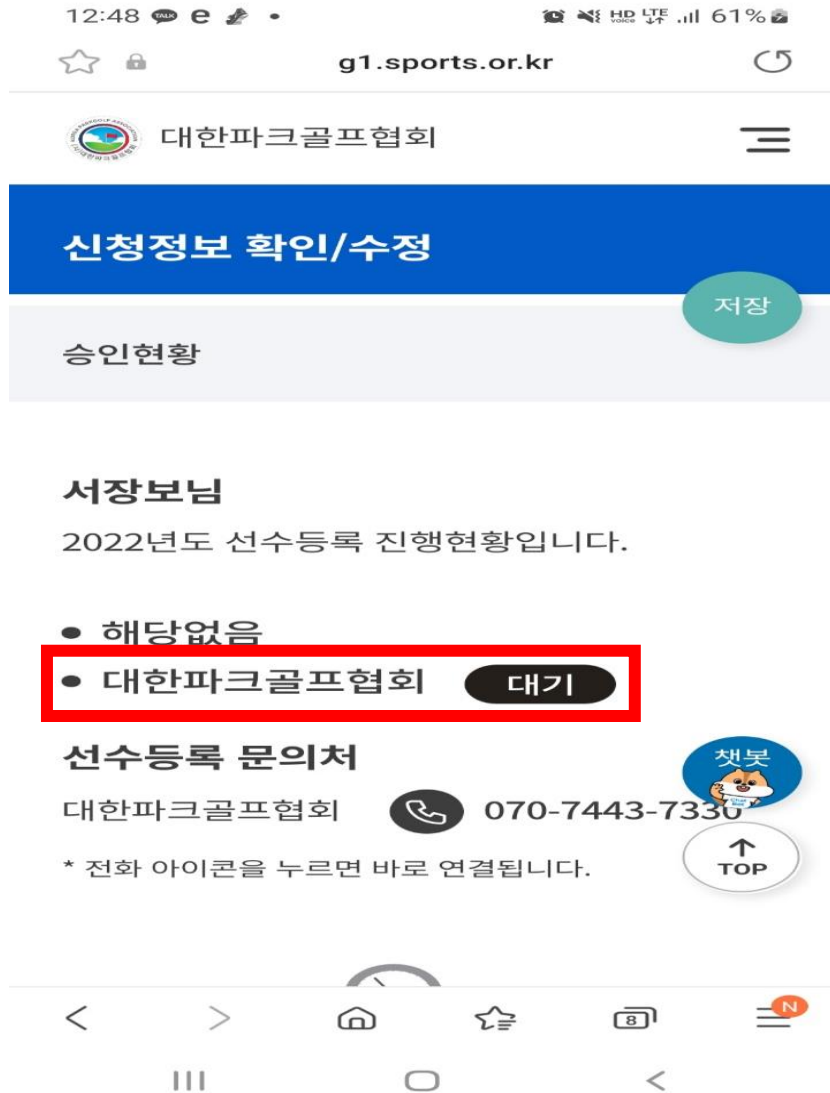 12:48 TALK e HD voice LTE 61%
g1.sports.or.kr
대한파크골프협회
신청정보 확인/수정
저장
승인현황
서장보님
2022년도 선수등록 진행현황입니다.
• 해당없음
• 대한파크골프협회 대기
선수등록 문의처
챗봇
대한파크골프협회 070-7443-7330
* 전화 아이콘을 누르면 바로 연결됩니다.
TOP
8
N